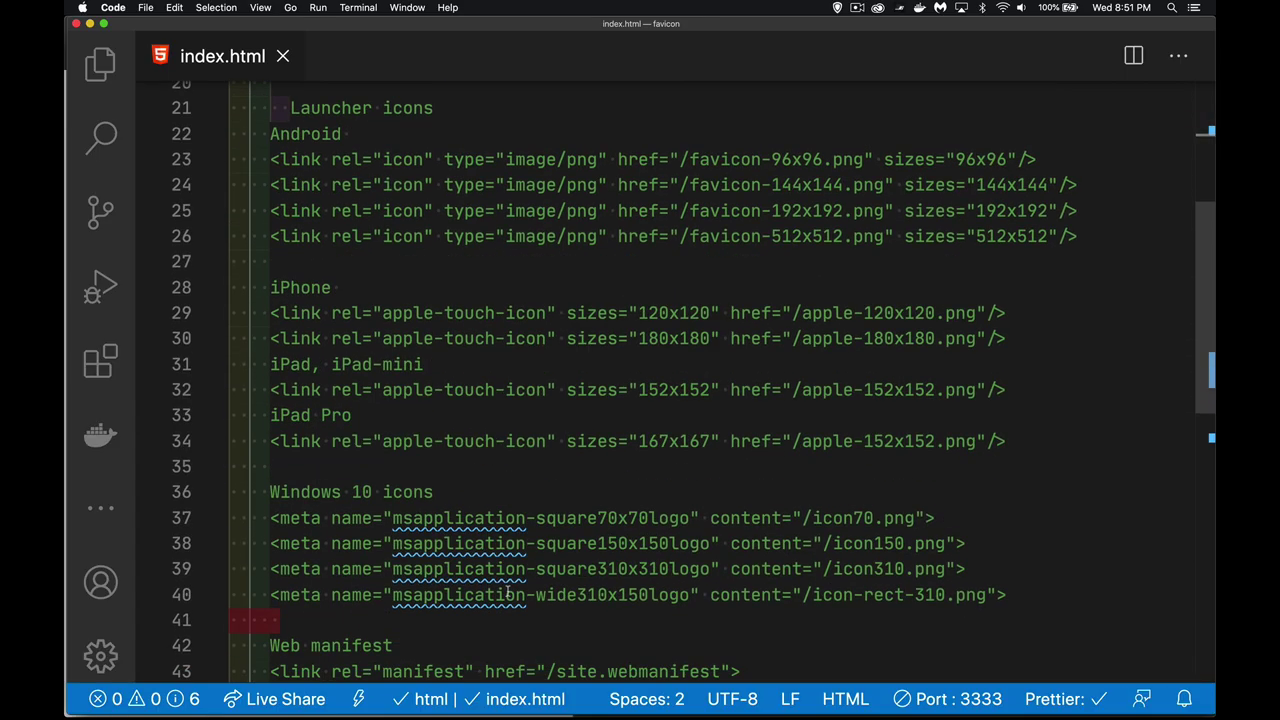 Code File Edit Selection View Go Run Terminal Window Help 100% Wed 8:51 PM
index.html — favicon
index.html
20
21 Launcher icons
22 Android
23 <link rel="icon" type="image/png" href="/favicon-96x96.png" sizes="96x96"/>
24 <link rel="icon" type="image/png" href="/favicon-144x144.png" sizes="144x144"/>
25 <link rel="icon" type="image/png" href="/favicon-192x192.png" sizes="192x192"/>
26 <link rel="icon" type="image/png" href="/favicon-512x512.png" sizes="512x512"/>
27
28 iPhone
29 <link rel="apple-touch-icon" sizes="120x120" href="/apple-120x120.png"/>
30 <link rel="apple-touch-icon" sizes="180x180" href="/apple-180x180.png"/>
31 iPad, iPad-mini
32 <link rel="apple-touch-icon" sizes="152x152" href="/apple-152x152.png"/>
33 iPad Pro
34 <link rel="apple-touch-icon" sizes="167x167" href="/apple-152x152.png"/>
35
36 Windows 10 icons
37 <meta name="msapplication-square70x70logo" content="/icon70.png">
38 <meta name="msapplication-square150x150logo" content="/icon150.png">
39 <meta name="msapplication-square310x310logo" content="/icon310.png">
40 <meta name="msapplication-wide310x150logo" content="/icon-rect-310.png">
41
42 Web manifest
43 <link rel="manifest" href="/site.webmanifest">
0 0 6 Live Share html | index.html Spaces: 2 UTF-8 LF HTML Port : 3333 Prettier: